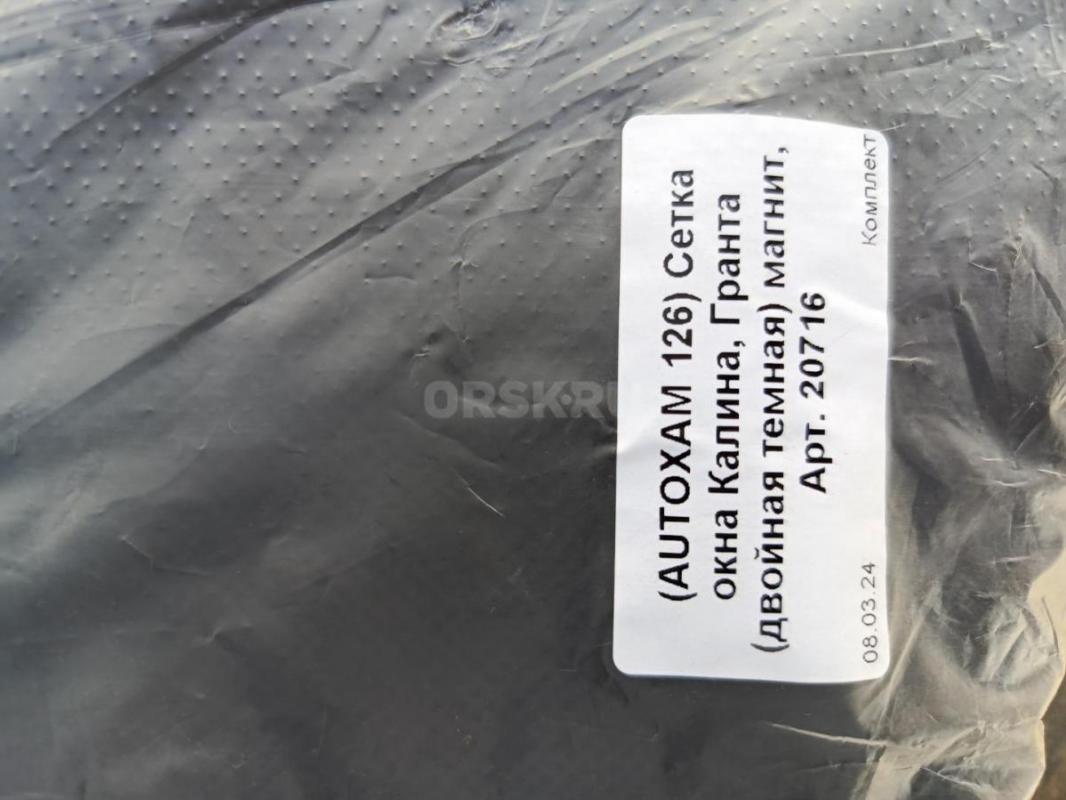 (AUTOXAM 126) Сетка
окна Калина, Гранта
(двойная темная) магнит,
Арт. 20716
08.03.24 Комплект
ORSK.RU